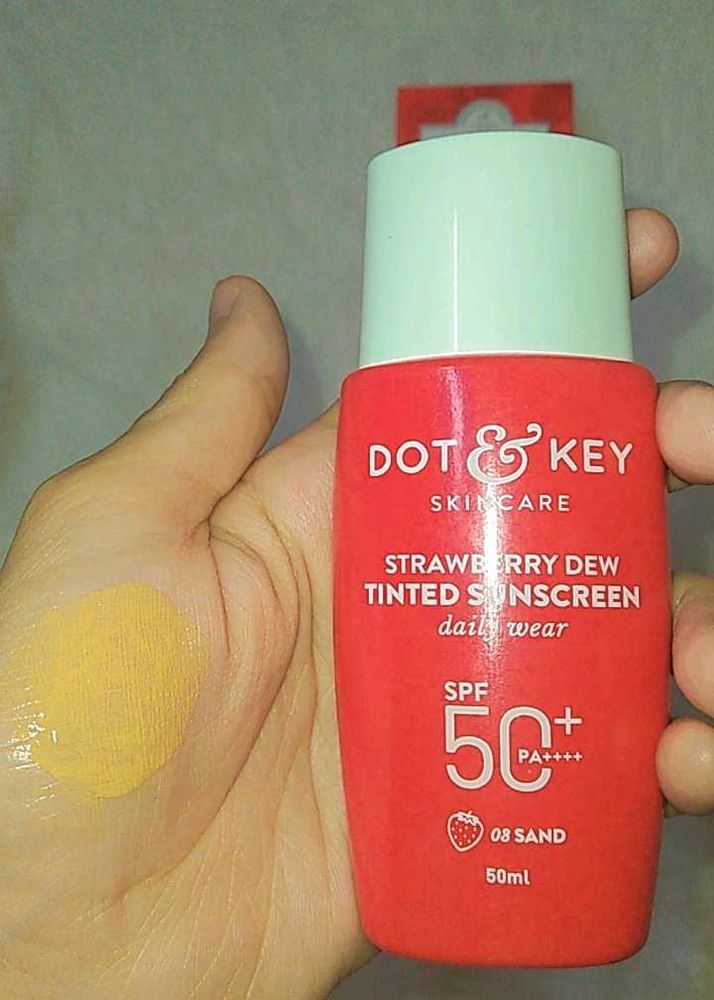 DOT & KEY
SKINCARE
STRAWBERRY DEW
TINTED SUNSCREEN
daily wear
SPF
50+
PA++++
08 SAND
50ml